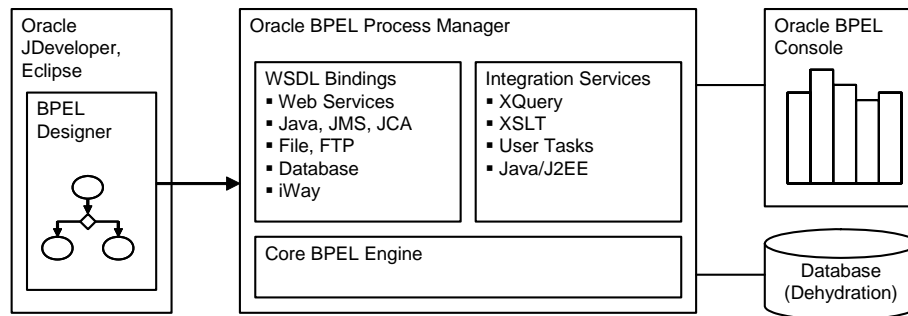 Oracle
JDeveloper,
Eclipse
BPEL
Designer
Oracle BPEL Process Manager
WSDL Bindings
▪ Web Services
▪ Java, JMS, JCA
▪ File, FTP
▪ Database
▪ iWay
Integration Services
▪ XQuery
▪ XSLT
▪ User Tasks
▪ Java/J2EE
Core BPEL Engine
Oracle BPEL
Console
Database
(Dehydration)